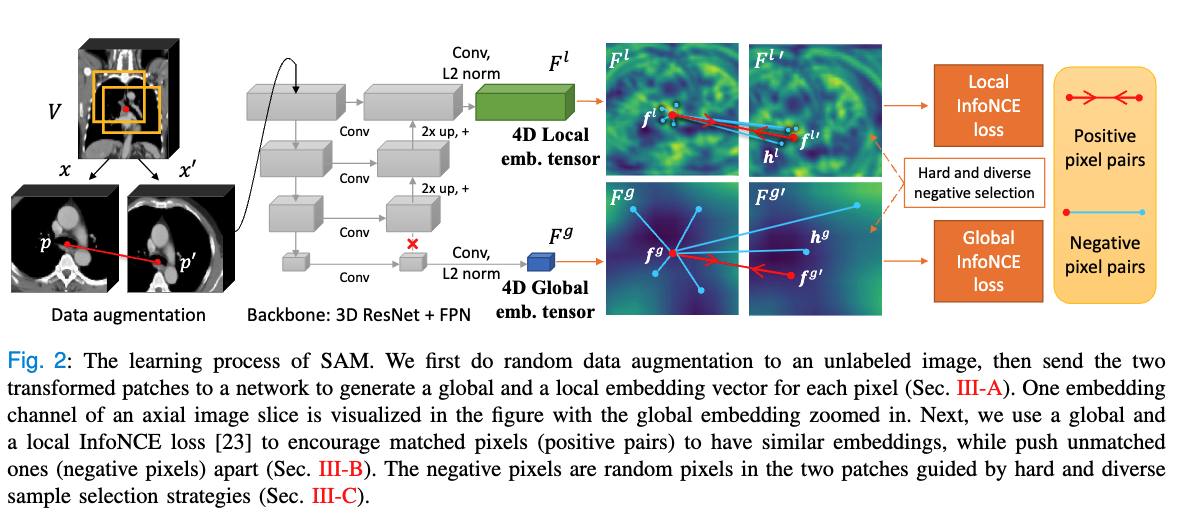 V
x
x′
p
p′
Data augmentation
Conv
Conv
Conv
Conv
2x up, +
2x up, +
Backbone: 3D ResNet + FPN
Conv,
L2 norm
F^l
4D Local
emb. tensor
Conv,
L2 norm
F^g
4D Global
emb. tensor
F^l
f^l
F^l′
f^l′
h^l
F^g
f^g
F^g′
h^g
f^g′
Local
InfoNCE
loss
Hard and diverse
negative selection
Global
InfoNCE
loss
Positive
pixel pairs
Negative
pixel pairs
Fig. 2: The learning process of SAM. We first do random data augmentation to an unlabeled image, then send the two
transformed patches to a network to generate a global and a local embedding vector for each pixel (Sec. III-A). One embedding
channel of an axial image slice is visualized in the figure with the global embedding zoomed in. Next, we use a global and
a local InfoNCE loss [23] to encourage matched pixels (positive pairs) to have similar embeddings, while push unmatched
ones (negative pixels) apart (Sec. III-B). The negative pixels are random pixels in the two patches guided by hard and diverse
sample selection strategies (Sec. III-C).